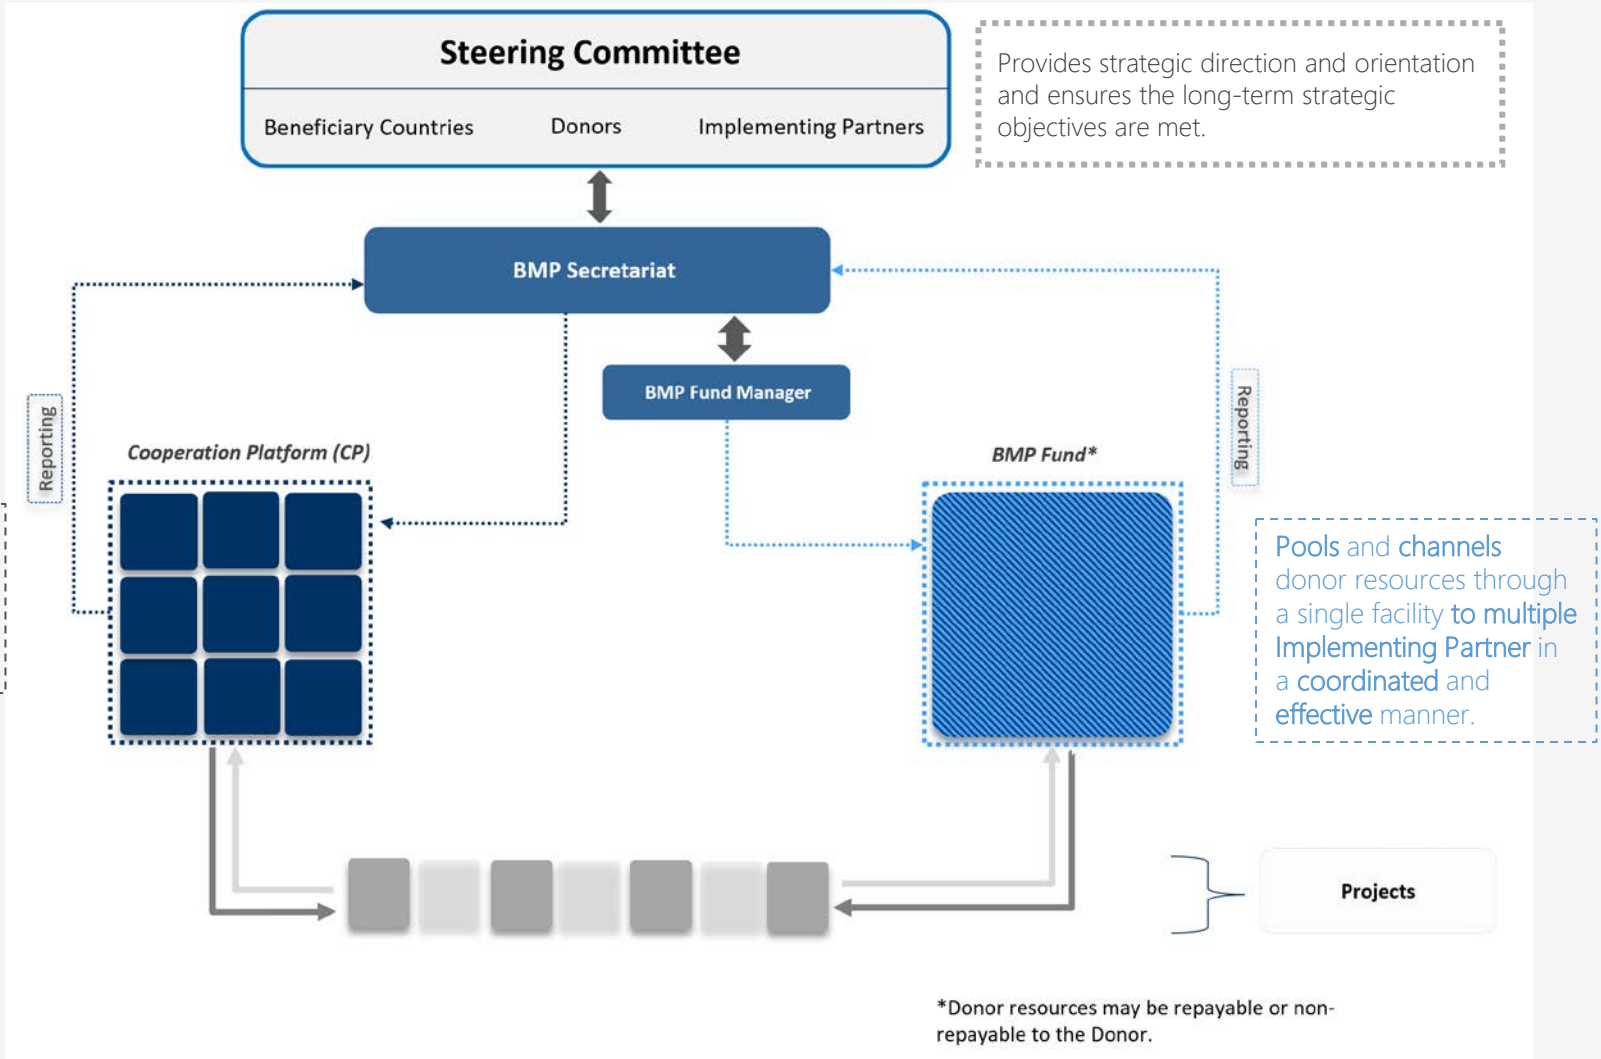 Steering Committee
Beneficiary Countries Donors Implementing Partners
Provides strategic direction and orientation
and ensures the long-term strategic
objectives are met.
BMP Secretariat
BMP Fund Manager
Reporting
Reporting
Cooperation Platform (CP)
BMP Fund*
Pools and channels
donor resources through
a single facility to multiple
Implementing Partner in
a coordinated and
effective manner.
Projects
*Donor resources may be repayable or non-
repayable to the Donor.